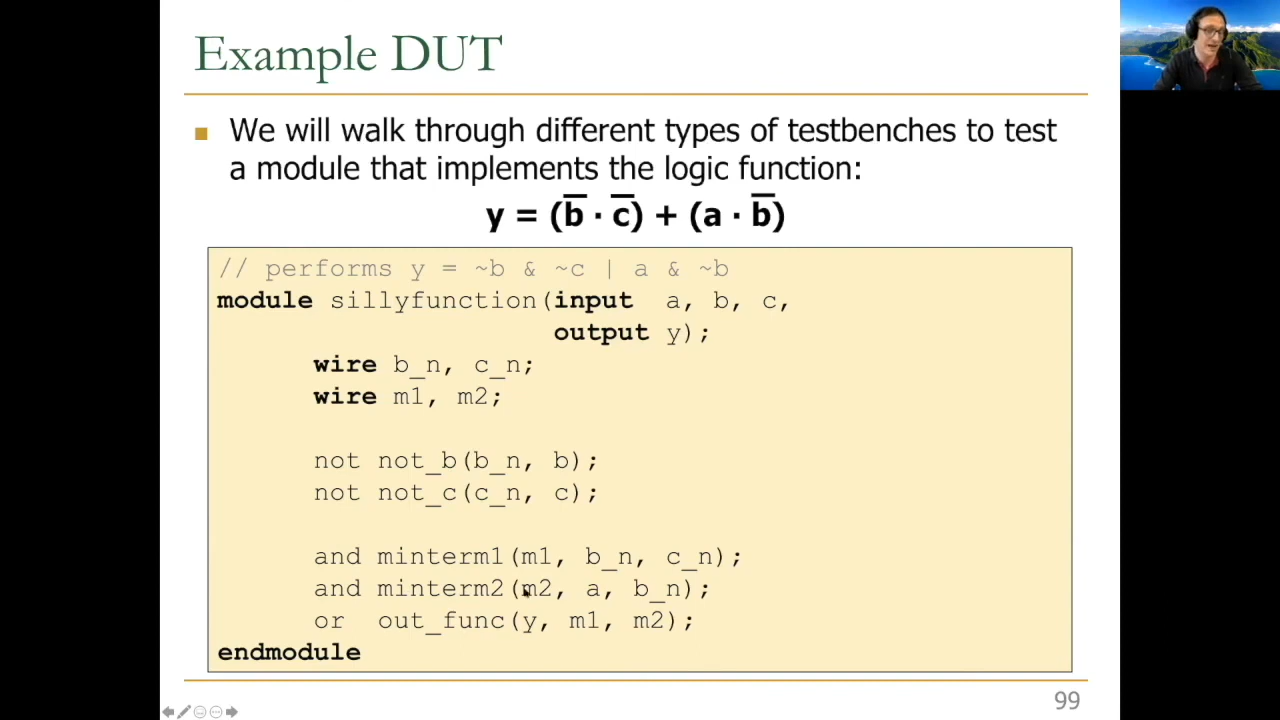 Example DUT
We will walk through different types of testbenches to test
a module that implements the logic function:
y = (b̅ · c̅) + (a · b̅)
// performs y = ~b & ~c | a & ~b
module sillyfunction(input a, b, c,
output y);
wire b_n, c_n;
wire m1, m2;
not not_b(b_n, b);
not not_c(c_n, c);
and minterm1(m1, b_n, c_n);
and minterm2(m2, a, b_n);
or out_func(y, m1, m2);
endmodule
99